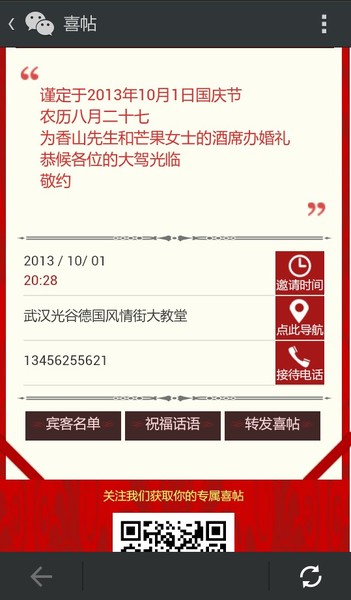 喜帖
谨定于2013年10月1日国庆节
农历八月二十七
为香山先生和芒果女士的酒席办婚礼
恭候各位的大驾光临
敬约
2013 / 10/ 01
20:28
邀请时间
武汉光谷德国风情街大教堂
点此导航
13456255621
接待电话
宾客名单 祝福话语 转发喜帖
关注我们获取你的专属喜帖